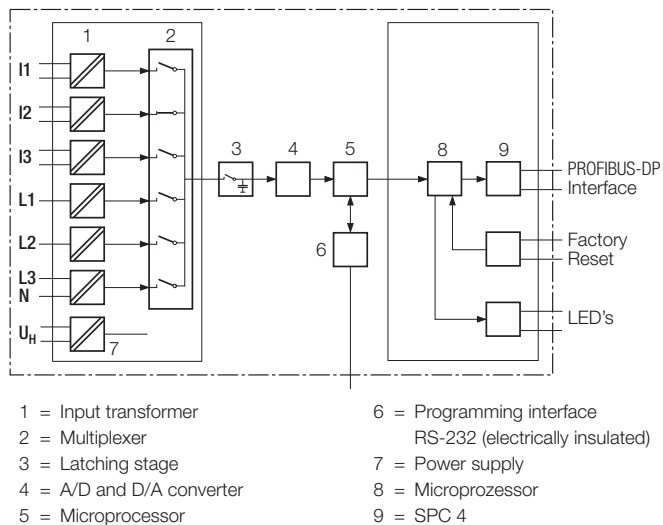 1 2
I1
I2
I3
L1
L2
L3
N
U_H
7
3 4 5
6
8 9
PROFIBUS-DP
Interface
Factory
Reset
LED's
1 = Input transformer
2 = Multiplexer
3 = Latching stage
4 = A/D and D/A converter
5 = Microprocessor
6 = Programming interface
RS-232 (electrically insulated)
7 = Power supply
8 = Microprozessor
9 = SPC 4